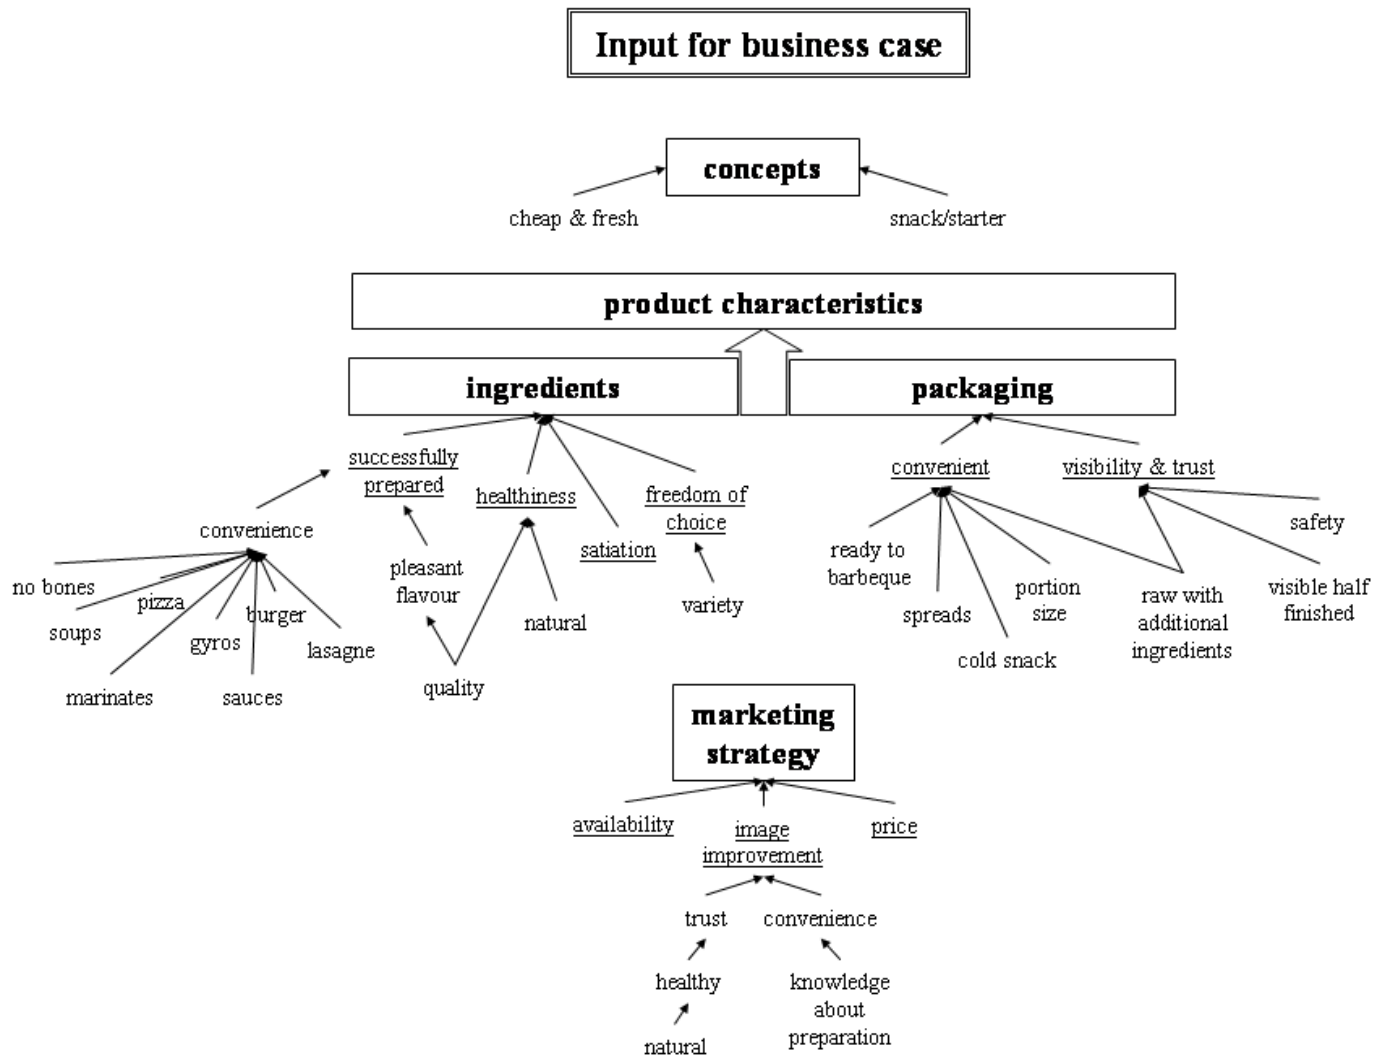 Input for business case
concepts
cheap & fresh
snack/starter
product characteristics
ingredients
packaging
successfully
prepared
healthiness
freedom of
choice
satiation
convenient
visibility & trust
convenience
no bones
soups
pizza
burger
gyros
lasagne
marinates
sauces
pleasant
flavour
natural
quality
variety
ready to
barbeque
spreads
cold snack
portion
size
raw with
additional
ingredients
safety
visible half
finished
marketing
strategy
availability
image
improvement
price
trust
convenience
healthy
knowledge
about
preparation
natural